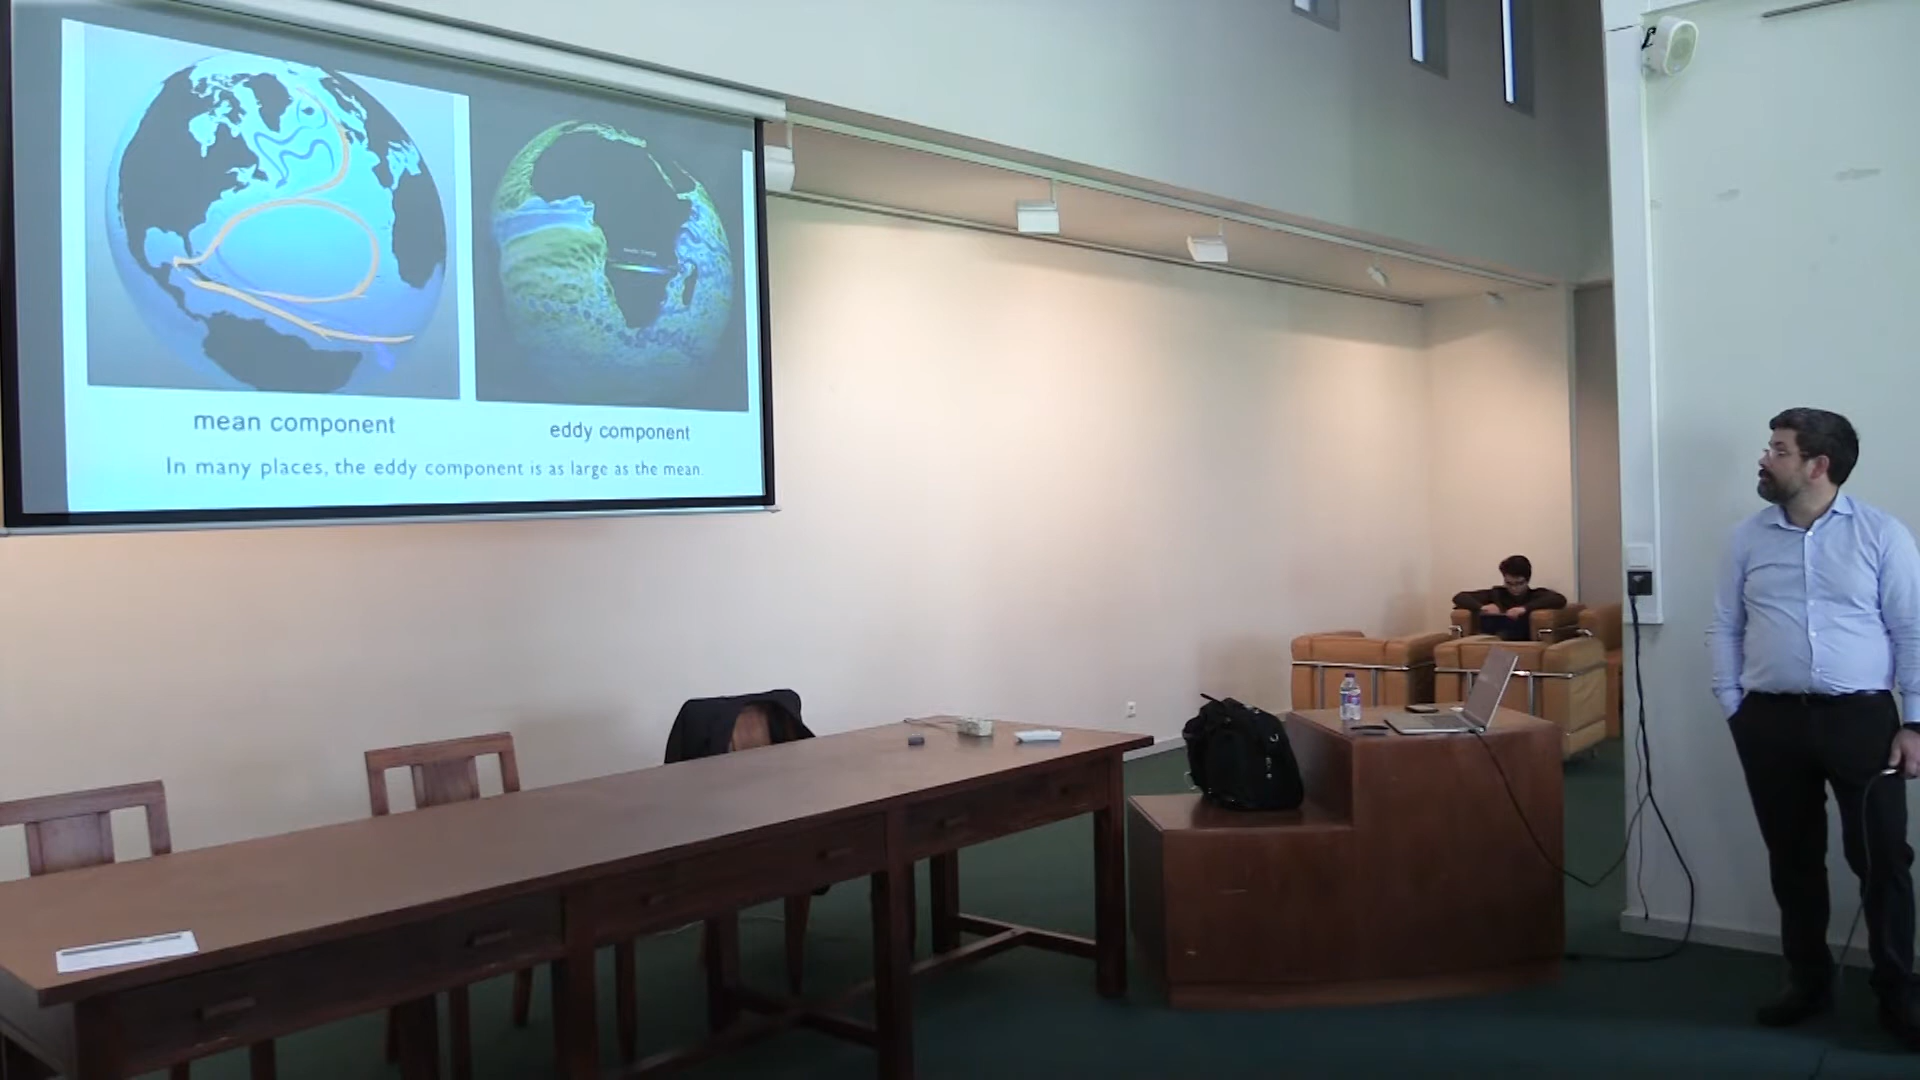 mean component
eddy component
In many places, the eddy component is as large as the mean.